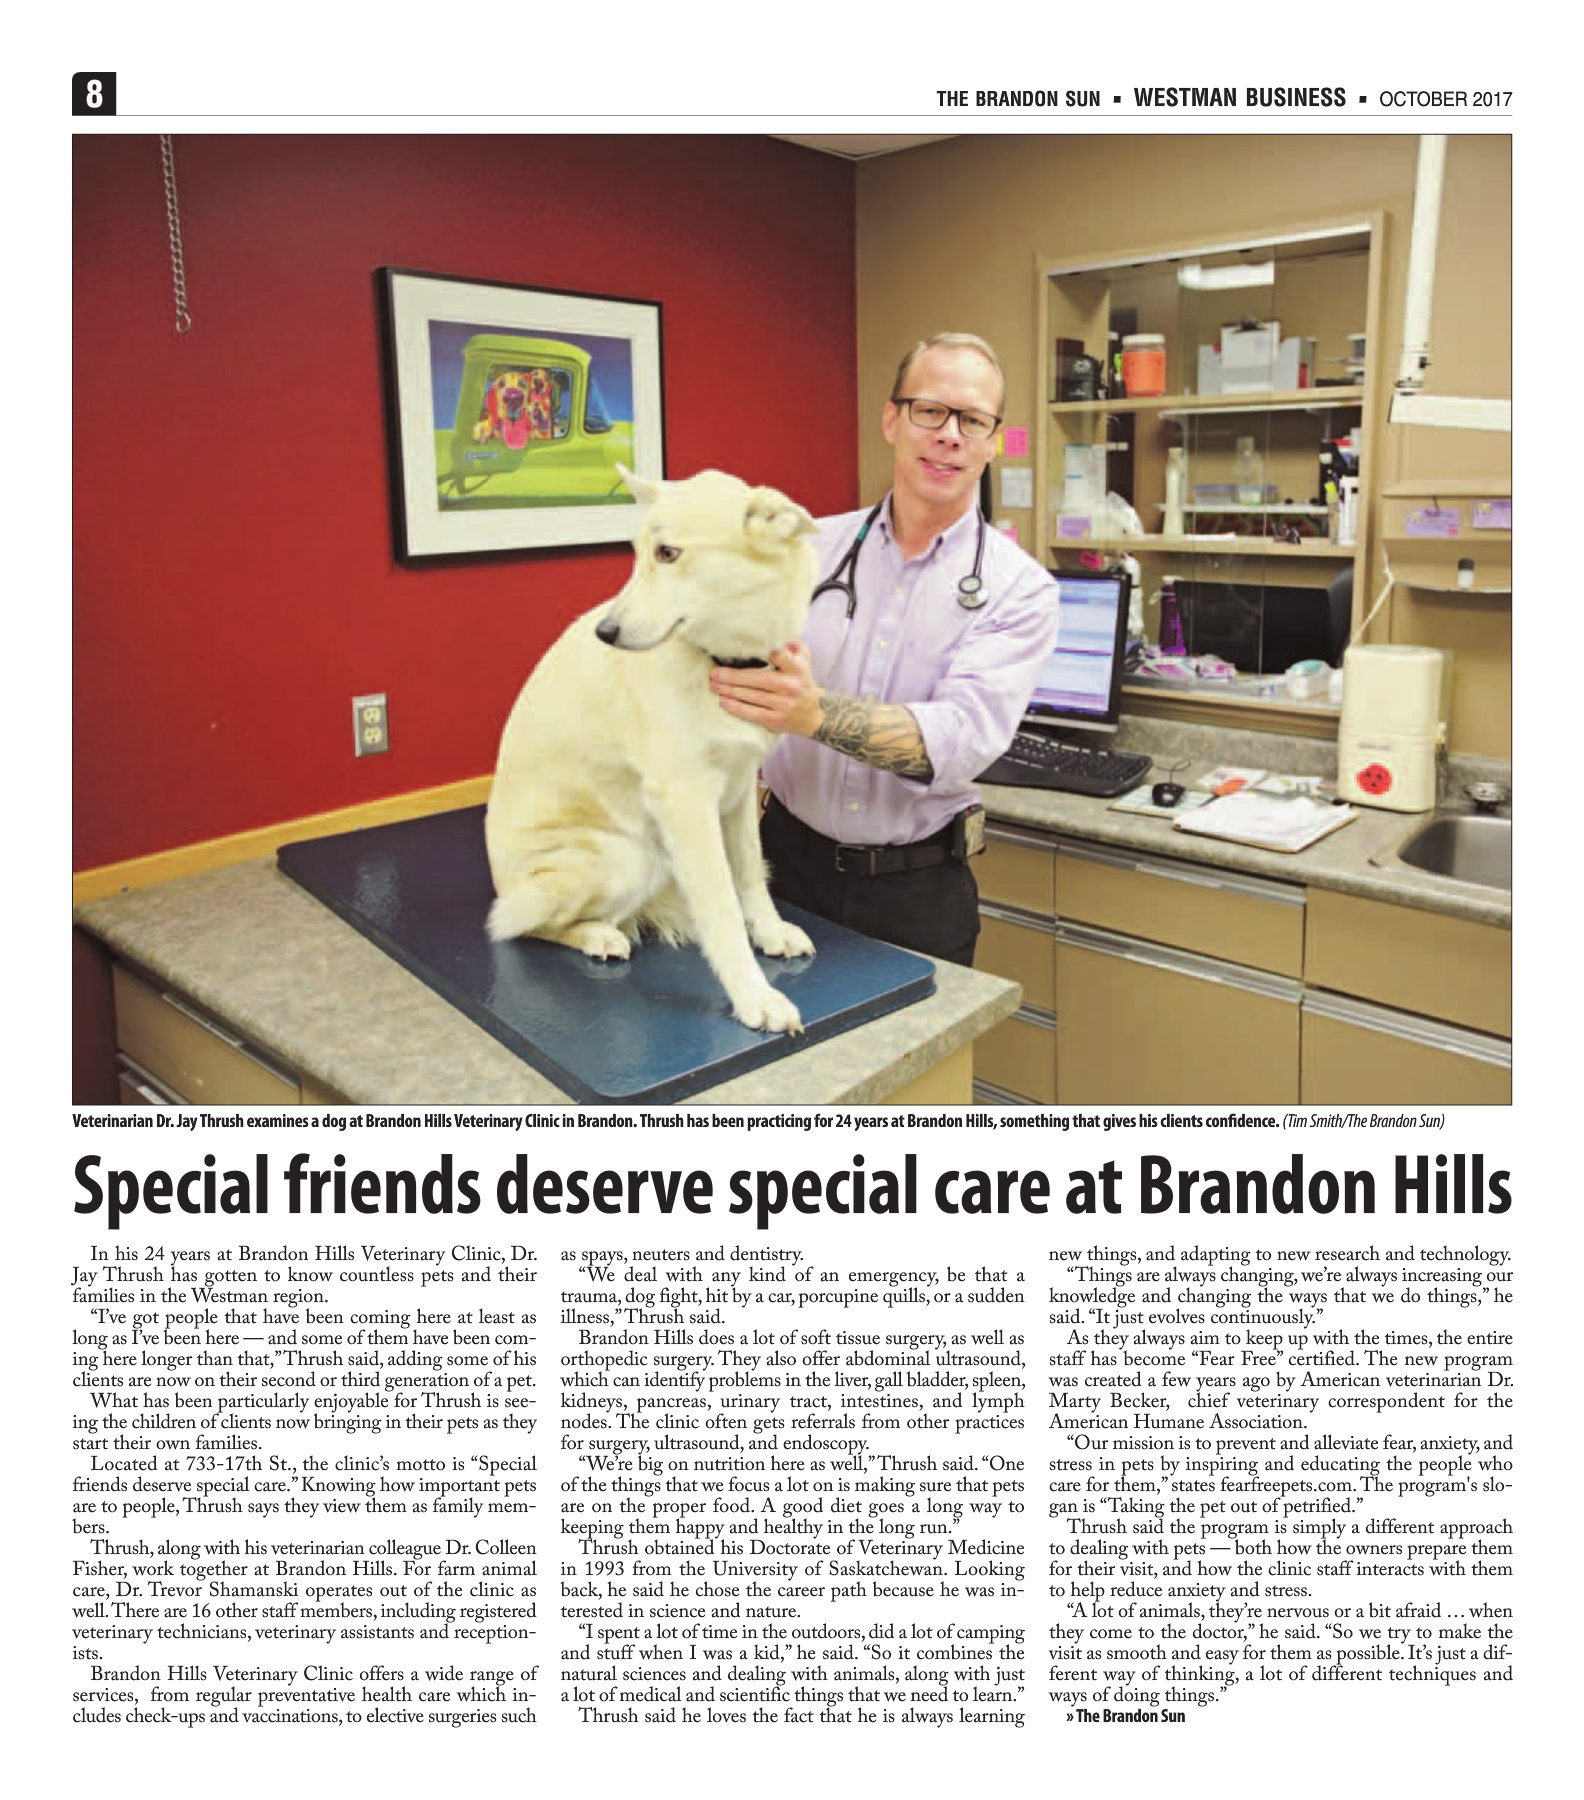 8
THE BRANDON SUN ▪ WESTMAN BUSINESS ▪ OCTOBER 2017
Veterinarian Dr. Jay Thrush examines a dog at Brandon Hills Veterinary Clinic in Brandon. Thrush has been practicing for 24 years at Brandon Hills, something that gives his clients confidence. (Tim Smith/The Brandon Sun)
Special friends deserve special care at Brandon Hills
In his 24 years at Brandon Hills Veterinary Clinic, Dr.
Jay Thrush has gotten to know countless pets and their
families in the Westman region.
“I’ve got people that have been coming here at least as
long as I’ve been here — and some of them have been com-
ing here longer than that,” Thrush said, adding some of his
clients are now on their second or third generation of a pet.
What has been particularly enjoyable for Thrush is see-
ing the children of clients now bringing in their pets as they
start their own families.
Located at 733-17th St., the clinic’s motto is “Special
friends deserve special care.” Knowing how important pets
are to people, Thrush says they view them as family mem-
bers.
Thrush, along with his veterinarian colleague Dr. Colleen
Fisher, work together at Brandon Hills. For farm animal
care, Dr. Trevor Shamanski operates out of the clinic as
well. There are 16 other staff members, including registered
veterinary technicians, veterinary assistants and reception-
ists.
Brandon Hills Veterinary Clinic offers a wide range of
services, from regular preventative health care which in-
cludes check-ups and vaccinations, to elective surgeries such
as spays, neuters and dentistry.
“We deal with any kind of an emergency, be that a
trauma, dog fight, hit by a car, porcupine quills, or a sudden
illness,” Thrush said.
Brandon Hills does a lot of soft tissue surgery, as well as
orthopedic surgery. They also offer abdominal ultrasound,
which can identify problems in the liver, gall bladder, spleen,
kidneys, pancreas, urinary tract, intestines, and lymph
nodes. The clinic often gets referrals from other practices
for surgery, ultrasound, and endoscopy.
“We’re big on nutrition here as well,” Thrush said. “One
of the things that we focus a lot on is making sure that pets
are on the proper food. A good diet goes a long way to
keeping them happy and healthy in the long run.”
Thrush obtained his Doctorate of Veterinary Medicine
in 1993 from the University of Saskatchewan. Looking
back, he said he chose the career path because he was in-
terested in science and nature.
“I spent a lot of time in the outdoors, did a lot of camping
and stuff when I was a kid,” he said. “So it combines the
natural sciences and dealing with animals, along with just
a lot of medical and scientific things that we need to learn.”
Thrush said he loves the fact that he is always learning
new things, and adapting to new research and technology.
“Things are always changing, we’re always increasing our
knowledge and changing the ways that we do things,” he
said. “It just evolves continuously.”
As they always aim to keep up with the times, the entire
staff has become “Fear Free” certified. The new program
was created a few years ago by American veterinarian Dr.
Marty Becker, chief veterinary correspondent for the
American Humane Association.
“Our mission is to prevent and alleviate fear, anxiety, and
stress in pets by inspiring and educating the people who
care for them,” states fearfreepets.com. The program's slo-
gan is “Taking the pet out of petrified.”
Thrush said the program is simply a different approach
to dealing with pets — both how the owners prepare them
for their visit, and how the clinic staff interacts with them
to help reduce anxiety and stress.
“A lot of animals, they’re nervous or a bit afraid … when
they come to the doctor,” he said. “So we try to make the
visit as smooth and easy for them as possible. It’s just a dif-
ferent way of thinking, a lot of different techniques and
ways of doing things.”
» The Brandon Sun